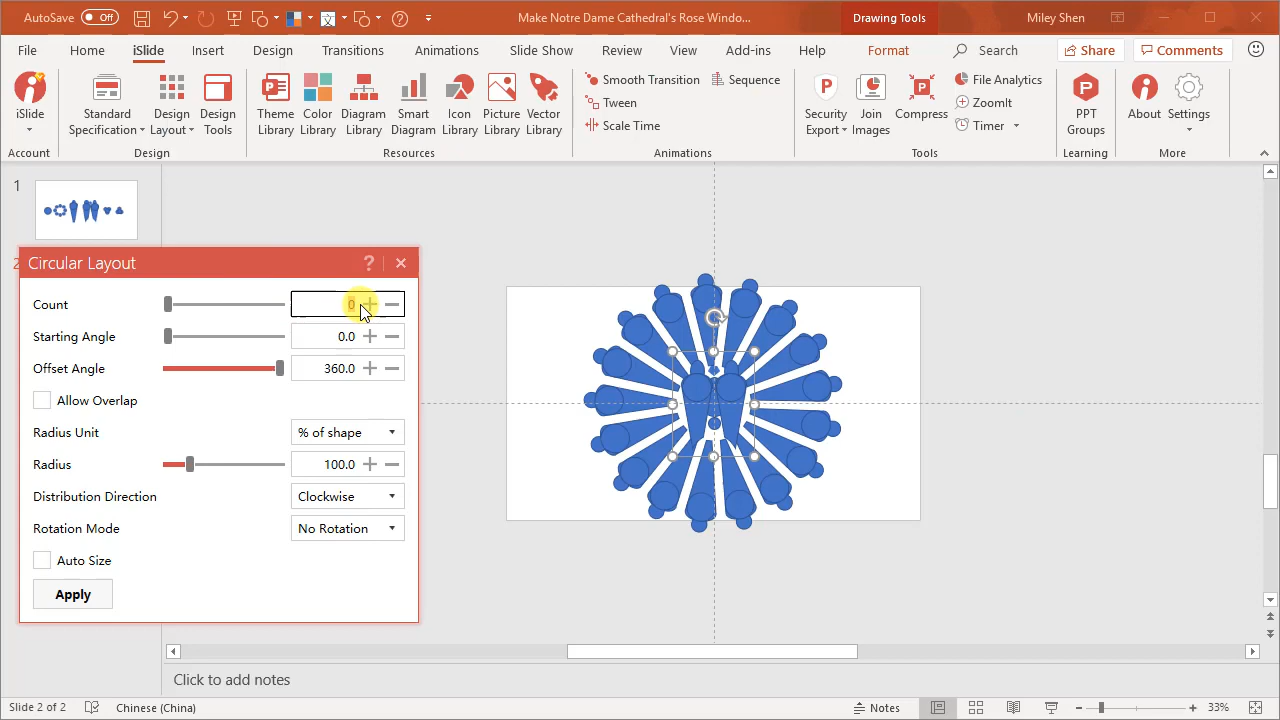 AutoSave Off Make Notre Dame Cathedral's Rose Windo... Drawing Tools Miley Shen
File Home iSlide Insert Design Transitions Animations Slide Show Review View Add-ins Help Format Search Share Comments
iSlide
Account
Standard Specification
Design Layout
Design Tools
Design
Theme Library
Color Library
Diagram Library
Smart Diagram
Icon Library
Picture Library
Vector Library
Resources
Smooth Transition
Sequence
Tween
Scale Time
Animations
Security Export
Join Images
Compress
File Analytics
ZoomIt
Timer
Tools
PPT Groups
Learning
About
Settings
More
1
2
Circular Layout ?
Count 0
Starting Angle 0.0
Offset Angle 360.0
Allow Overlap
Radius Unit % of shape
Radius 100.0
Distribution Direction Clockwise
Rotation Mode No Rotation
Auto Size
Apply
Click to add notes
Slide 2 of 2 Chinese (China) Notes 33%